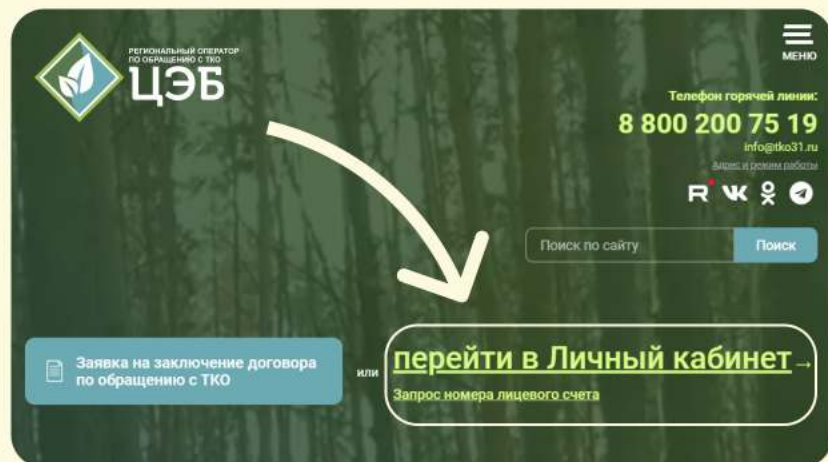 РЕГИОНАЛЬНЫЙ ОПЕРАТОР
ПО ОБРАЩЕНИЮ С ТКО
ЦЭБ
МЕНЮ
Телефон горячей линии:
8 800 200 75 19
info@tko31.ru
Адрес и режим работы
Поиск по сайту
Поиск
Заявка на заключение договора
по обращению с ТКО
или
перейти в Личный кабинет→
Запрос номера лицевого счета